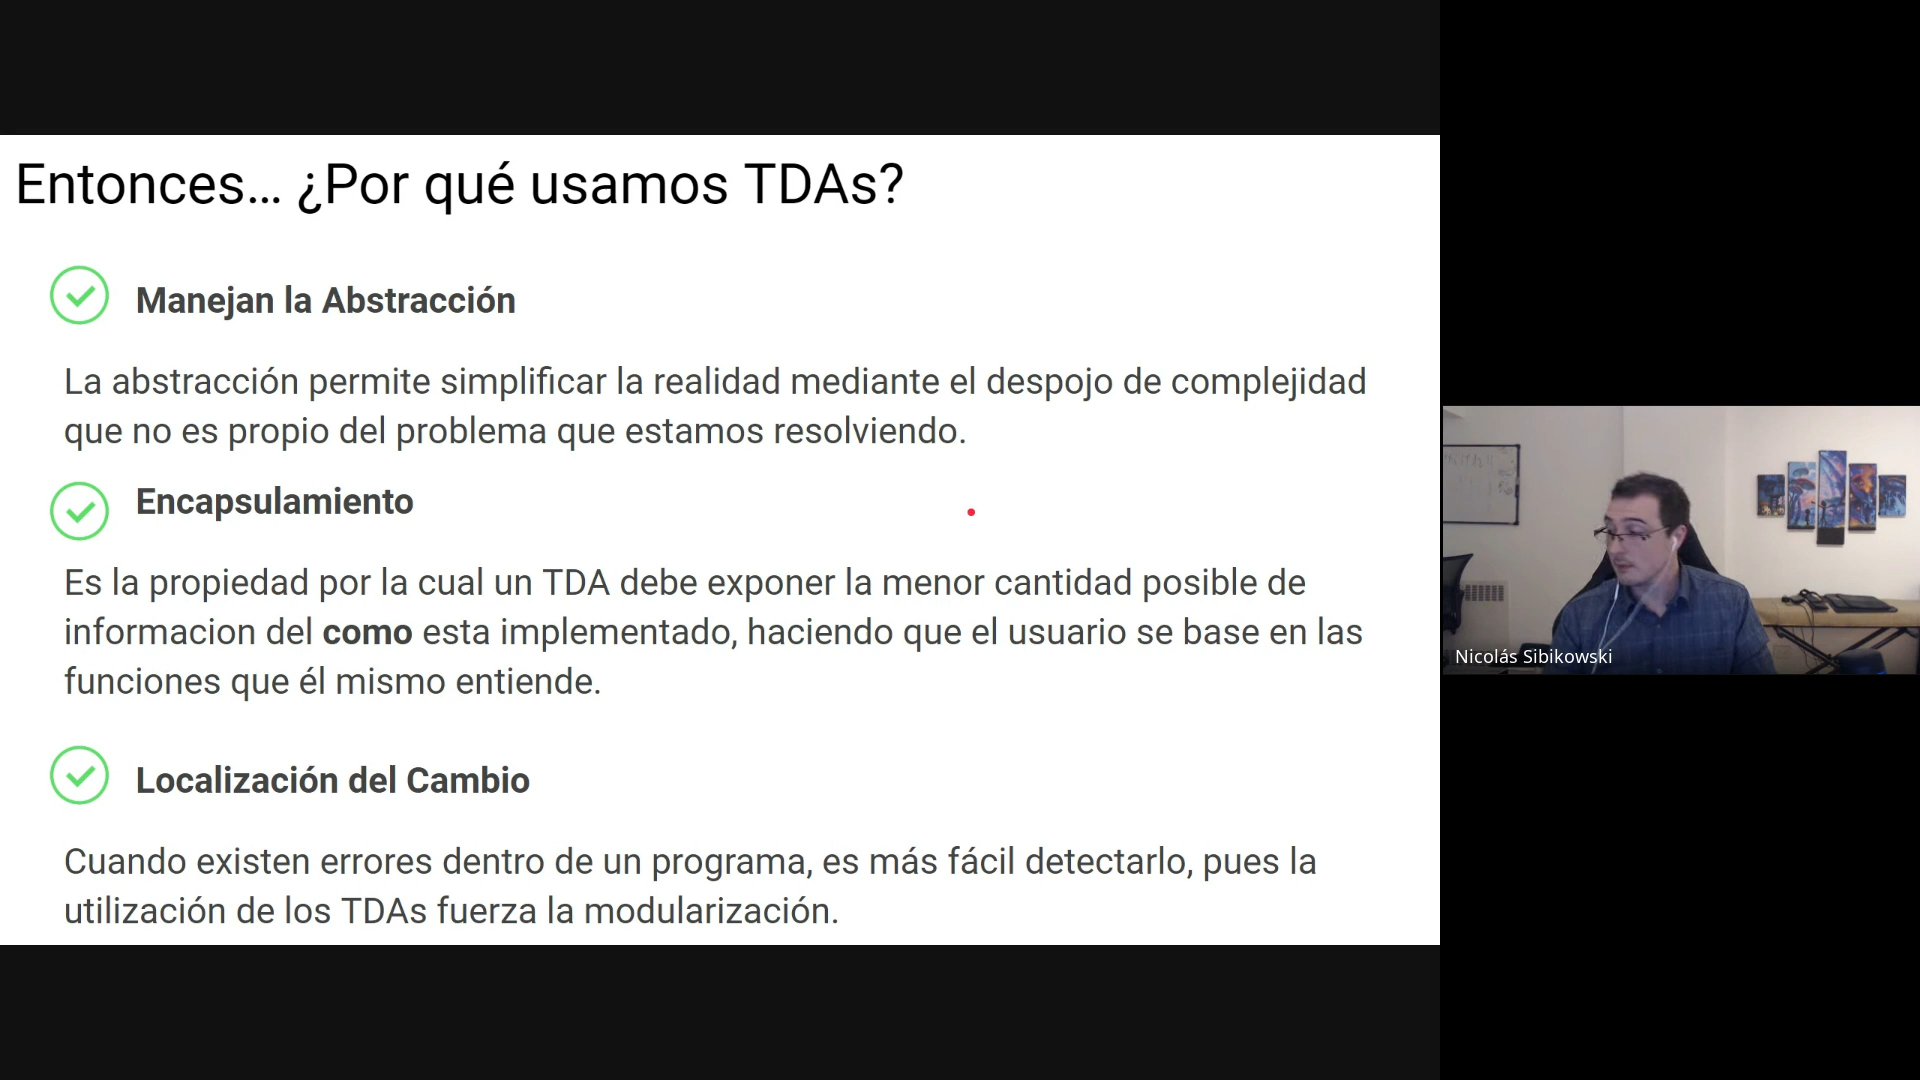 Entonces... ¿Por qué usamos TDAs?
Manejan la Abstracción
La abstracción permite simplificar la realidad mediante el despojo de complejidad
que no es propio del problema que estamos resolviendo.
Encapsulamiento
Es la propiedad por la cual un TDA debe exponer la menor cantidad posible de
informacion del como esta implementado, haciendo que el usuario se base en las
funciones que él mismo entiende.
Localización del Cambio
Cuando existen errores dentro de un programa, es más fácil detectarlo, pues la
utilización de los TDAs fuerza la modularización.
Nicolás Sibikowski